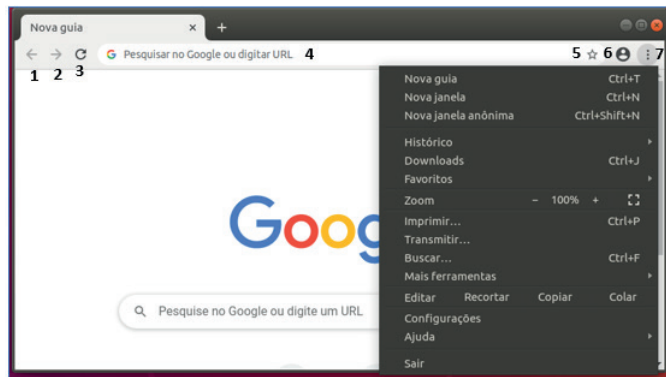 Nova guia
Pesquisar no Google ou digitar URL 4 5 6 7
1 2 3
Nova guia Ctrl+T
Nova janela Ctrl+N
Nova janela anônima Ctrl+Shift+N
Histórico
Downloads Ctrl+J
Favoritos
Zoom − 100% +
Imprimir... Ctrl+P
Transmitir...
Buscar... Ctrl+F
Mais ferramentas
Editar Recortar Copiar Colar
Configurações
Ajuda
Sair
Goog
Pesquise no Google ou digite um URL